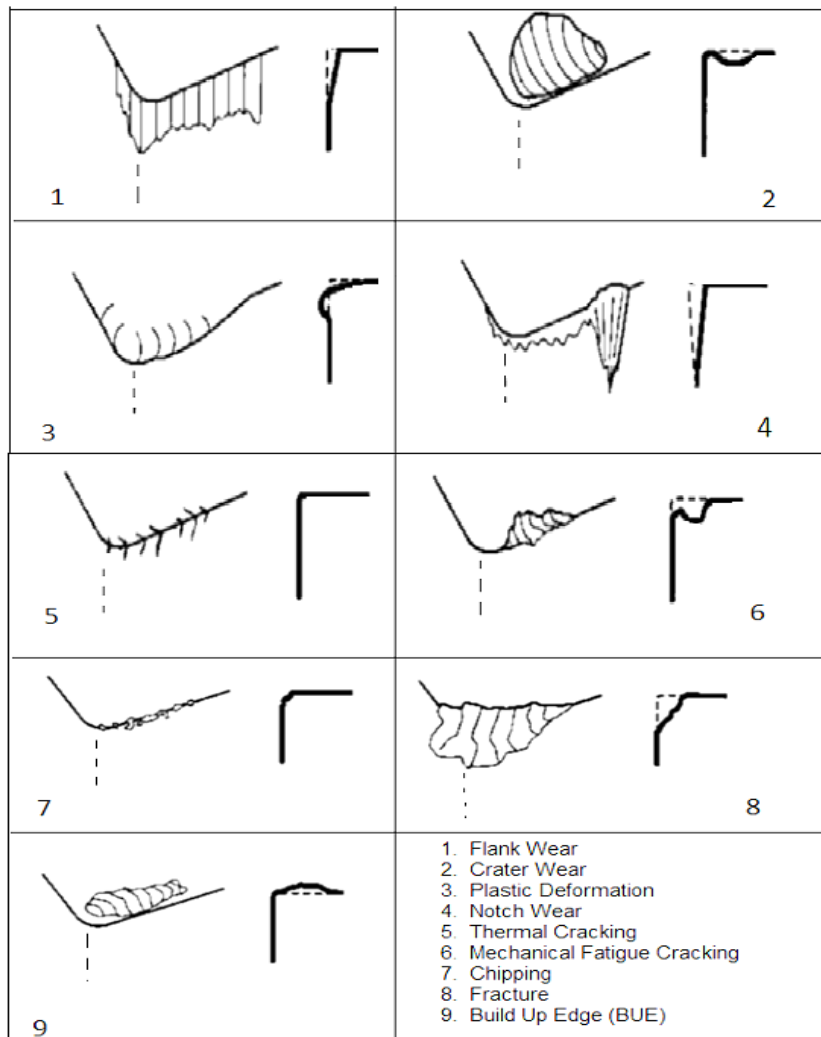 1
2
3
4
5
6
7
8
9
1. Flank Wear
2. Crater Wear
3. Plastic Deformation
4. Notch Wear
5. Thermal Cracking
6. Mechanical Fatigue Cracking
7. Chipping
8. Fracture
9. Build Up Edge (BUE)